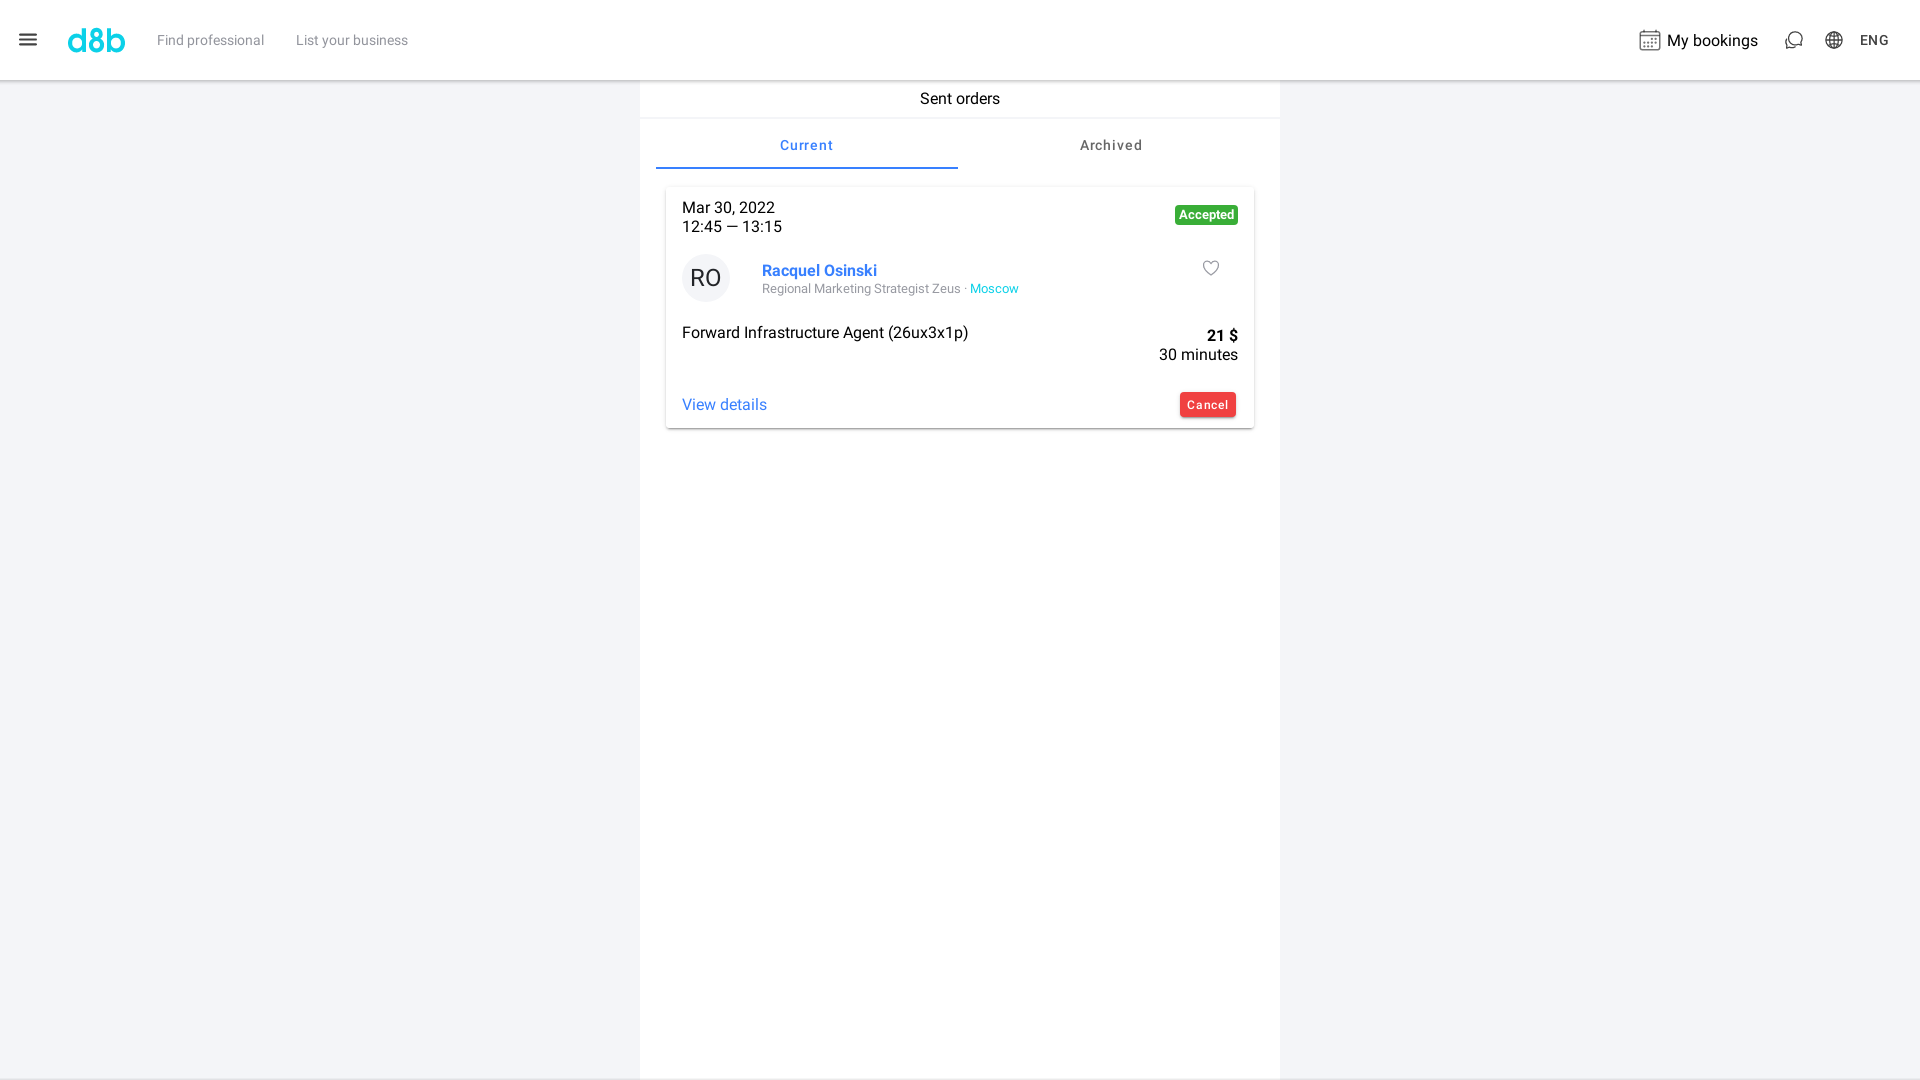 d8b
Find professional
List your business
My bookings
ENG
Sent orders
Current
Archived
Mar 30, 2022
12:45 — 13:15
Accepted
RO
Racquel Osinski
Regional Marketing Strategist Zeus · Moscow
Forward Infrastructure Agent (26ux3x1p)
21 $
30 minutes
View details
Cancel